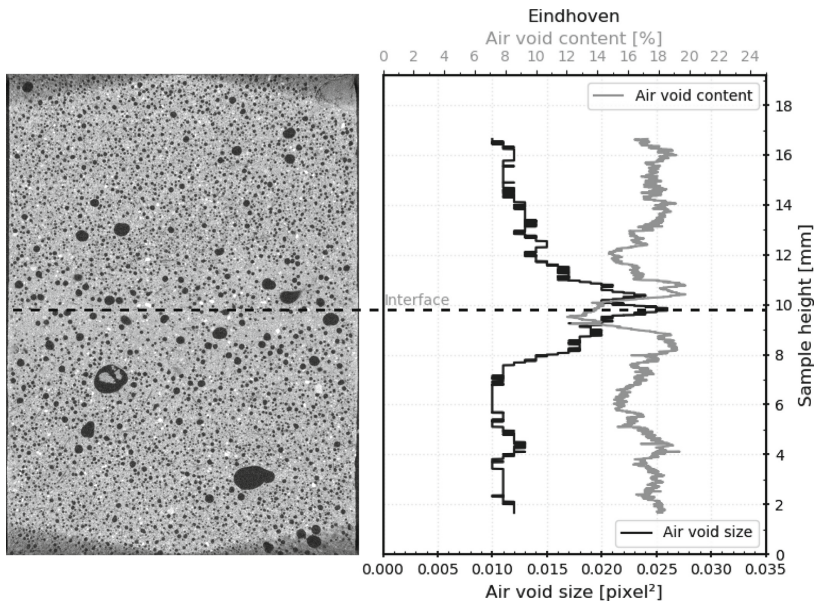 Eindhoven
Air void content [%]
0 2 4 6 8 10 12 14 16 18 20 22 24
Air void content
18
16
14
12
Interface
10
8
6
4
2
0
Sample height [mm]
Air void size
0.000 0.005 0.010 0.015 0.020 0.025 0.030 0.035
Air void size [pixel²]